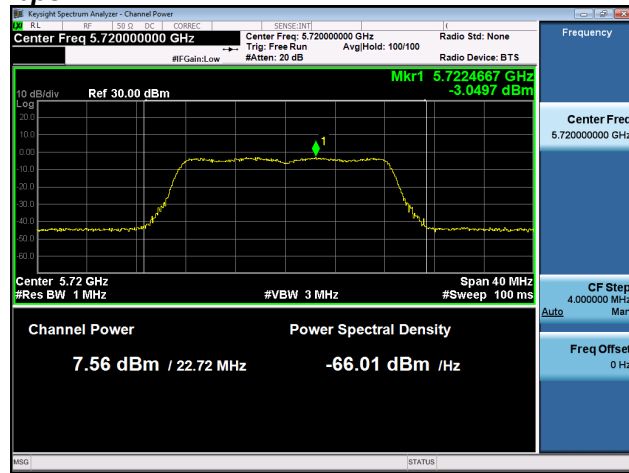 Keysight Spectrum Analyzer - Channel Power
RL RF 50 Ω DC CORREC SENSE:INT
Center Freq 5.720000000 GHz
Center Freq: 5.720000000 GHz
Radio Std: None
Trig: Free Run Avg|Hold: 100/100
#IFGain:Low
#Atten: 20 dB
Radio Device: BTS
Mkr1 5.7224667 GHz
-3.0497 dBm
10 dB/div Ref 30.00 dBm
Log
20.0
10.0
0.00
-10.0
-20.0
-30.0
-40.0
-50.0
-60.0
1
Center 5.72 GHz
Span 40 MHz
#Res BW 1 MHz
#VBW 3 MHz
#Sweep 100 ms
Channel Power
Power Spectral Density
7.56 dBm / 22.72 MHz
-66.01 dBm /Hz
MSG
STATUS
Frequency
Center Freq
5.720000000 GHz
CF Step
4.000000 MHz
Auto Man
Freq Offset
0 Hz